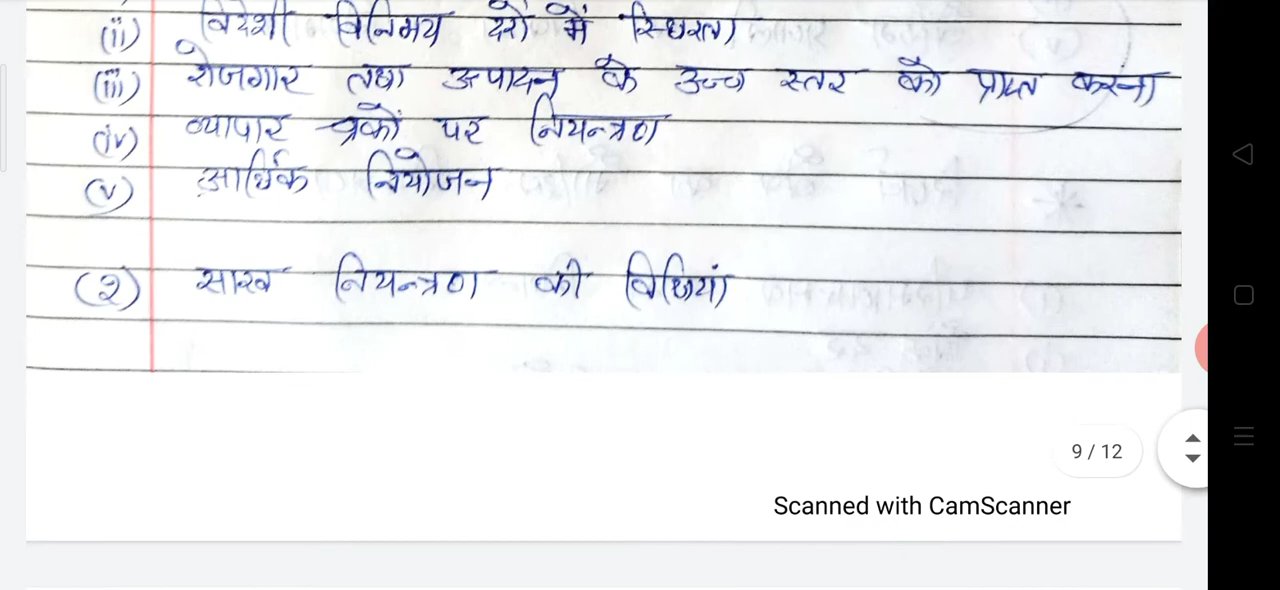 (ii) विदेशी विनिमय दरों में स्थिरता
(iii) रोजगार तथा उत्पादन के उच्च स्तर को प्राप्त करना
(iv) व्यापार चक्रों पर नियन्त्रण
(v) आर्थिक नियोजन
(२) साख नियन्त्रण की विधियां
9 / 12
Scanned with CamScanner